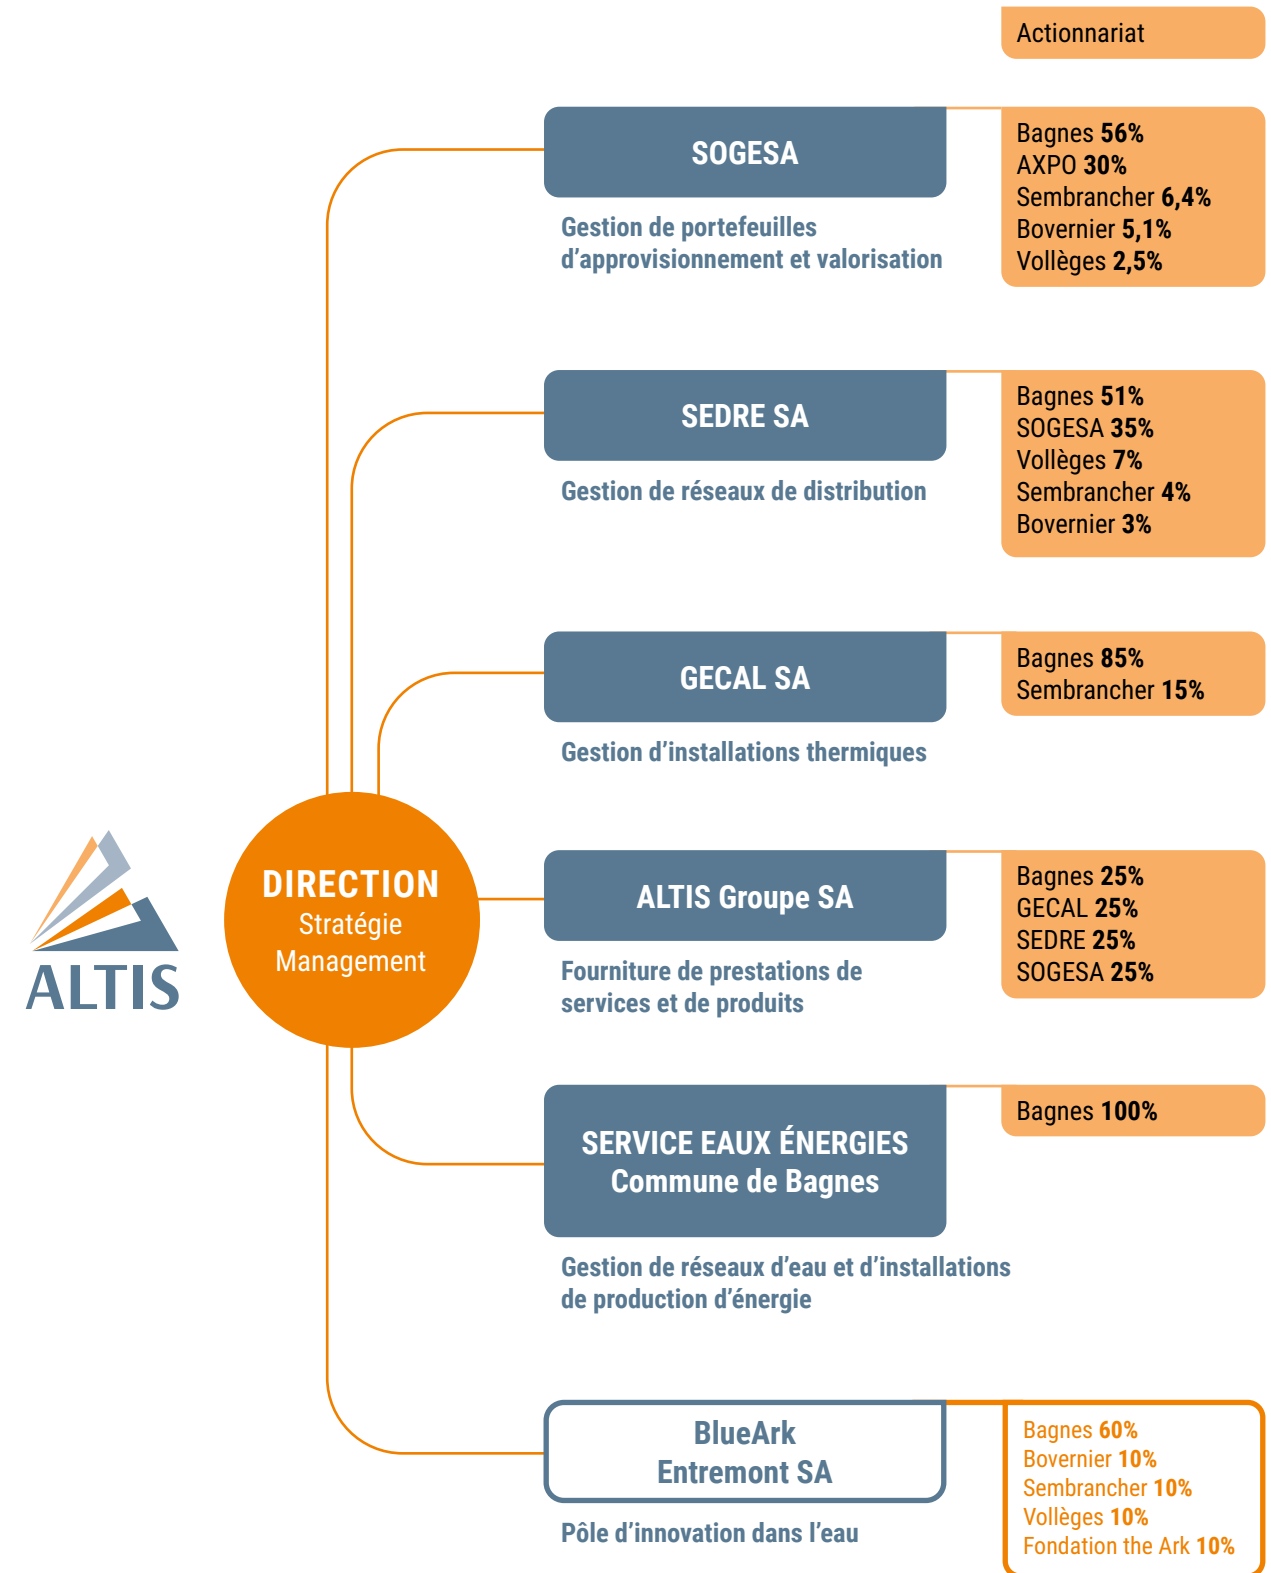 Actionnariat
SOGESA
Gestion de portefeuilles
d’approvisionnement et valorisation
Bagnes 56%
AXPO 30%
Sembrancher 6,4%
Bovernier 5,1%
Vollèges 2,5%
SEDRE SA
Gestion de réseaux de distribution
Bagnes 51%
SOGESA 35%
Vollèges 7%
Sembrancher 4%
Bovernier 3%
GECAL SA
Gestion d’installations thermiques
Bagnes 85%
Sembrancher 15%
ALTIS
DIRECTION
Stratégie
Management
ALTIS Groupe SA
Fourniture de prestations de
services et de produits
Bagnes 25%
GECAL 25%
SEDRE 25%
SOGESA 25%
SERVICE EAUX ÉNERGIES
Commune de Bagnes
Gestion de réseaux d’eau et d’installations
de production d’énergie
Bagnes 100%
BlueArk
Entremont SA
Pôle d’innovation dans l’eau
Bagnes 60%
Bovernier 10%
Sembrancher 10%
Vollèges 10%
Fondation the Ark 10%